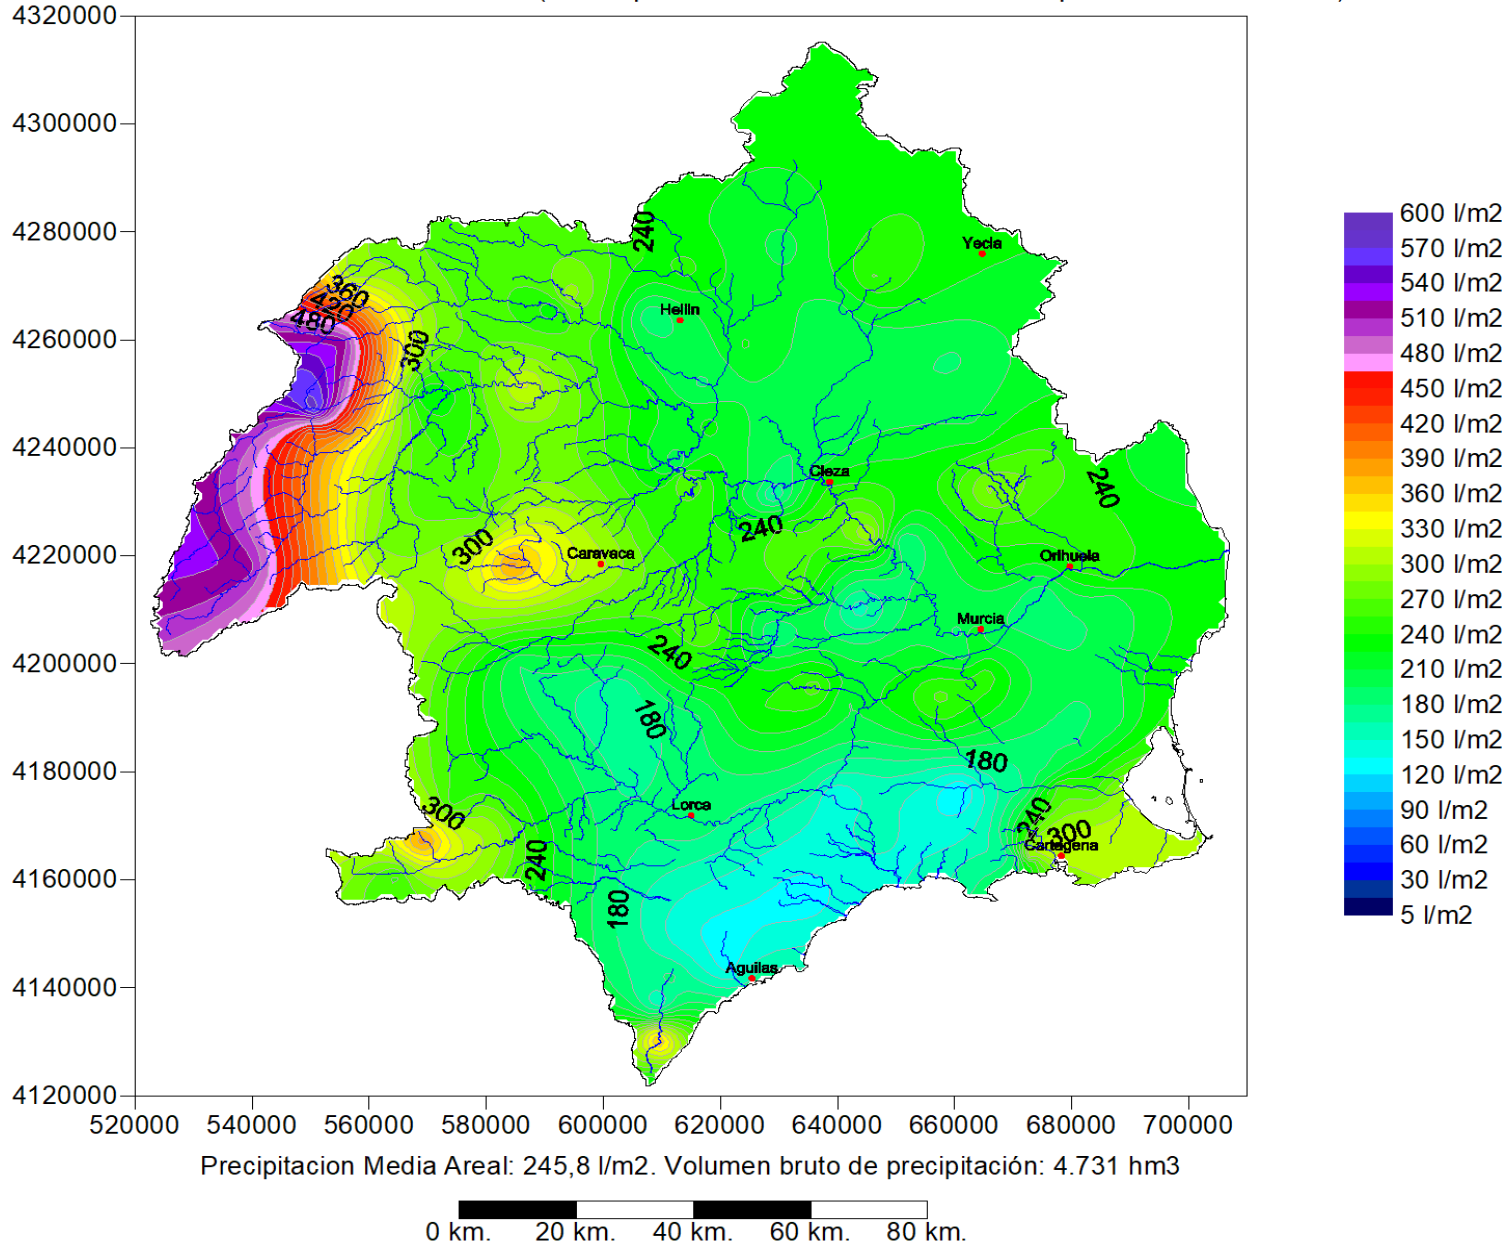 4320000
4300000
4280000
4260000
4240000
4220000
4200000
4180000
4160000
4140000
4120000
520000 540000 560000 580000 600000 620000 640000 660000 680000 700000
240
Yecla
360
420
480
300
Hellin
Cieza
240
240
300
Caravaca
Orihuela
Murcia
240
180
180
300
Lorca
240
300
Cartagena
240
180
Aguilas
600 l/m2
570 l/m2
540 l/m2
510 l/m2
480 l/m2
450 l/m2
420 l/m2
390 l/m2
360 l/m2
330 l/m2
300 l/m2
270 l/m2
240 l/m2
210 l/m2
180 l/m2
150 l/m2
120 l/m2
90 l/m2
60 l/m2
30 l/m2
5 l/m2
Precipitacion Media Areal: 245,8 l/m2. Volumen bruto de precipitación: 4.731 hm3
0 km. 20 km. 40 km. 60 km. 80 km.